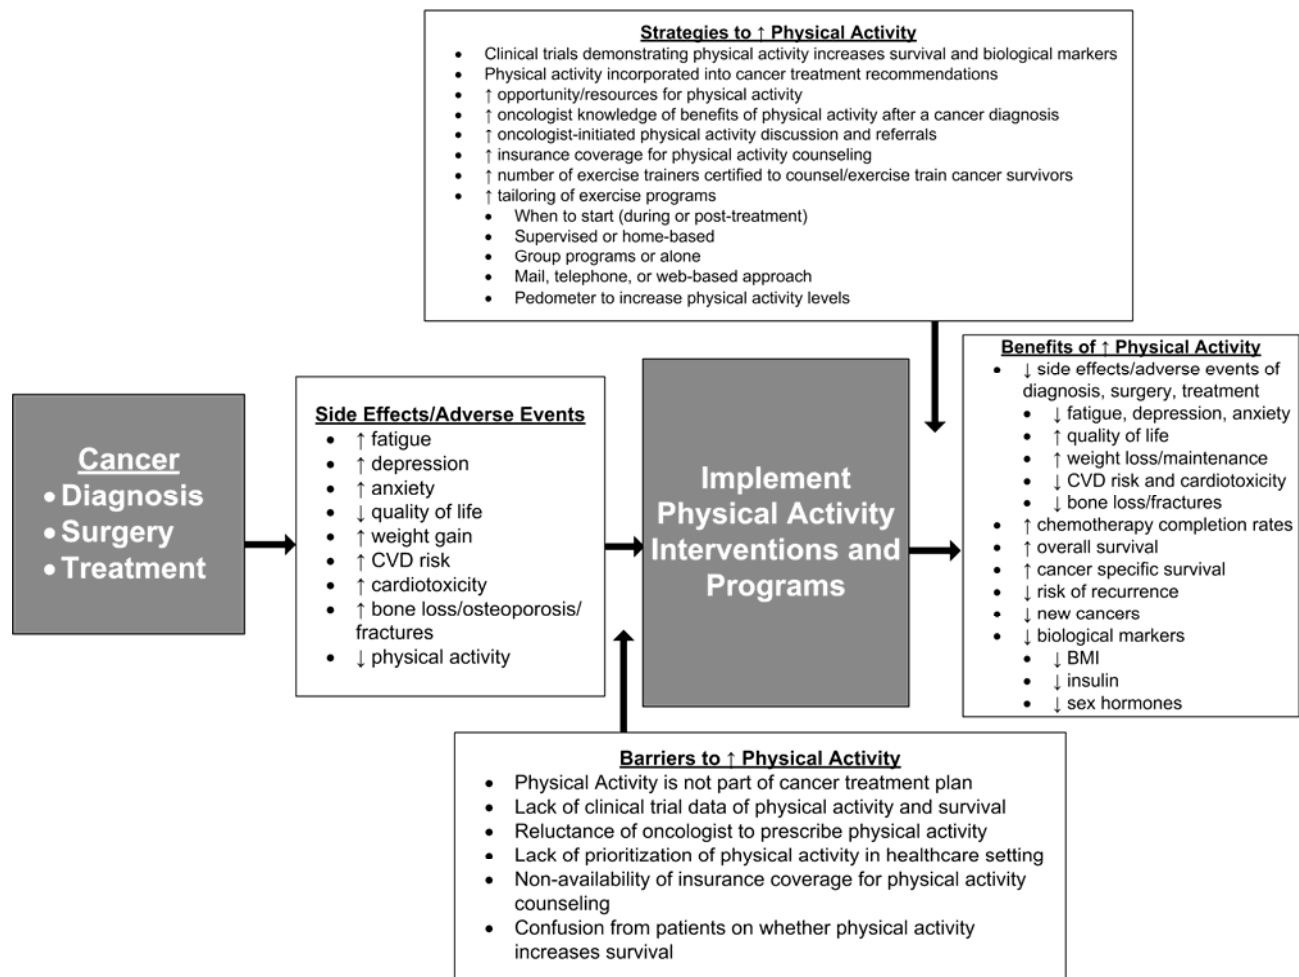 Strategies to ↑ Physical Activity
• Clinical trials demonstrating physical activity increases survival and biological markers
• Physical activity incorporated into cancer treatment recommendations
• ↑ opportunity/resources for physical activity
• ↑ oncologist knowledge of benefits of physical activity after a cancer diagnosis
• ↑ oncologist-initiated physical activity discussion and referrals
• ↑ insurance coverage for physical activity counseling
• ↑ number of exercise trainers certified to counsel/exercise train cancer survivors
• ↑ tailoring of exercise programs
• When to start (during or post-treatment)
• Supervised or home-based
• Group programs or alone
• Mail, telephone, or web-based approach
• Pedometer to increase physical activity levels
Cancer
• Diagnosis
• Surgery
• Treatment
Side Effects/Adverse Events
• ↑ fatigue
• ↑ depression
• ↑ anxiety
• ↓ quality of life
• ↑ weight gain
• ↑ CVD risk
• ↑ cardiotoxicity
• ↑ bone loss/osteoporosis/
fractures
• ↓ physical activity
Implement
Physical Activity
Interventions and
Programs
Benefits of ↑ Physical Activity
• ↓ side effects/adverse events of
diagnosis, surgery, treatment
• ↓ fatigue, depression, anxiety
• ↑ quality of life
• ↑ weight loss/maintenance
• ↓ CVD risk and cardiotoxicity
• ↓ bone loss/fractures
• ↑ chemotherapy completion rates
• ↑ overall survival
• ↑ cancer specific survival
• ↓ risk of recurrence
• ↓ new cancers
• ↓ biological markers
• ↓ BMI
• ↓ insulin
• ↓ sex hormones
Barriers to ↑ Physical Activity
• Physical Activity is not part of cancer treatment plan
• Lack of clinical trial data of physical activity and survival
• Reluctance of oncologist to prescribe physical activity
• Lack of prioritization of physical activity in healthcare setting
• Non-availability of insurance coverage for physical activity
counseling
• Confusion from patients on whether physical activity
increases survival